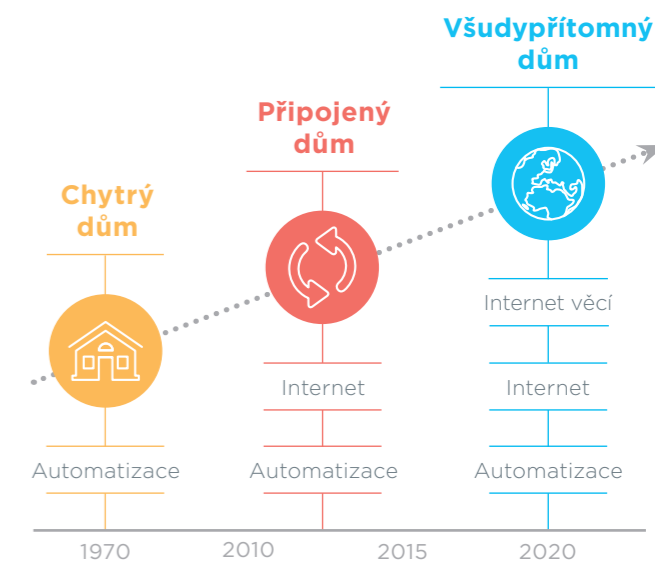 Všudypřítomný
dům
Připojený
dům
Chytrý
dům
Internet věcí
Internet
Internet
Automatizace
Automatizace
Automatizace
1970
2010
2015
2020